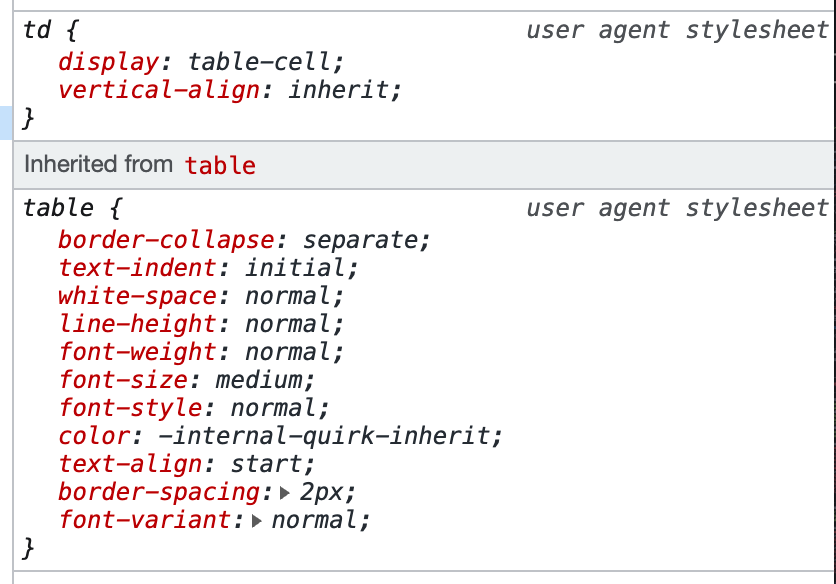 td {
user agent stylesheet
display: table-cell;
vertical-align: inherit;
}
Inherited from table
table {
user agent stylesheet
border-collapse: separate;
text-indent: initial;
white-space: normal;
line-height: normal;
font-weight: normal;
font-size: medium;
font-style: normal;
color: -internal-quirk-inherit;
text-align: start;
border-spacing: 2px;
font-variant: normal;
}